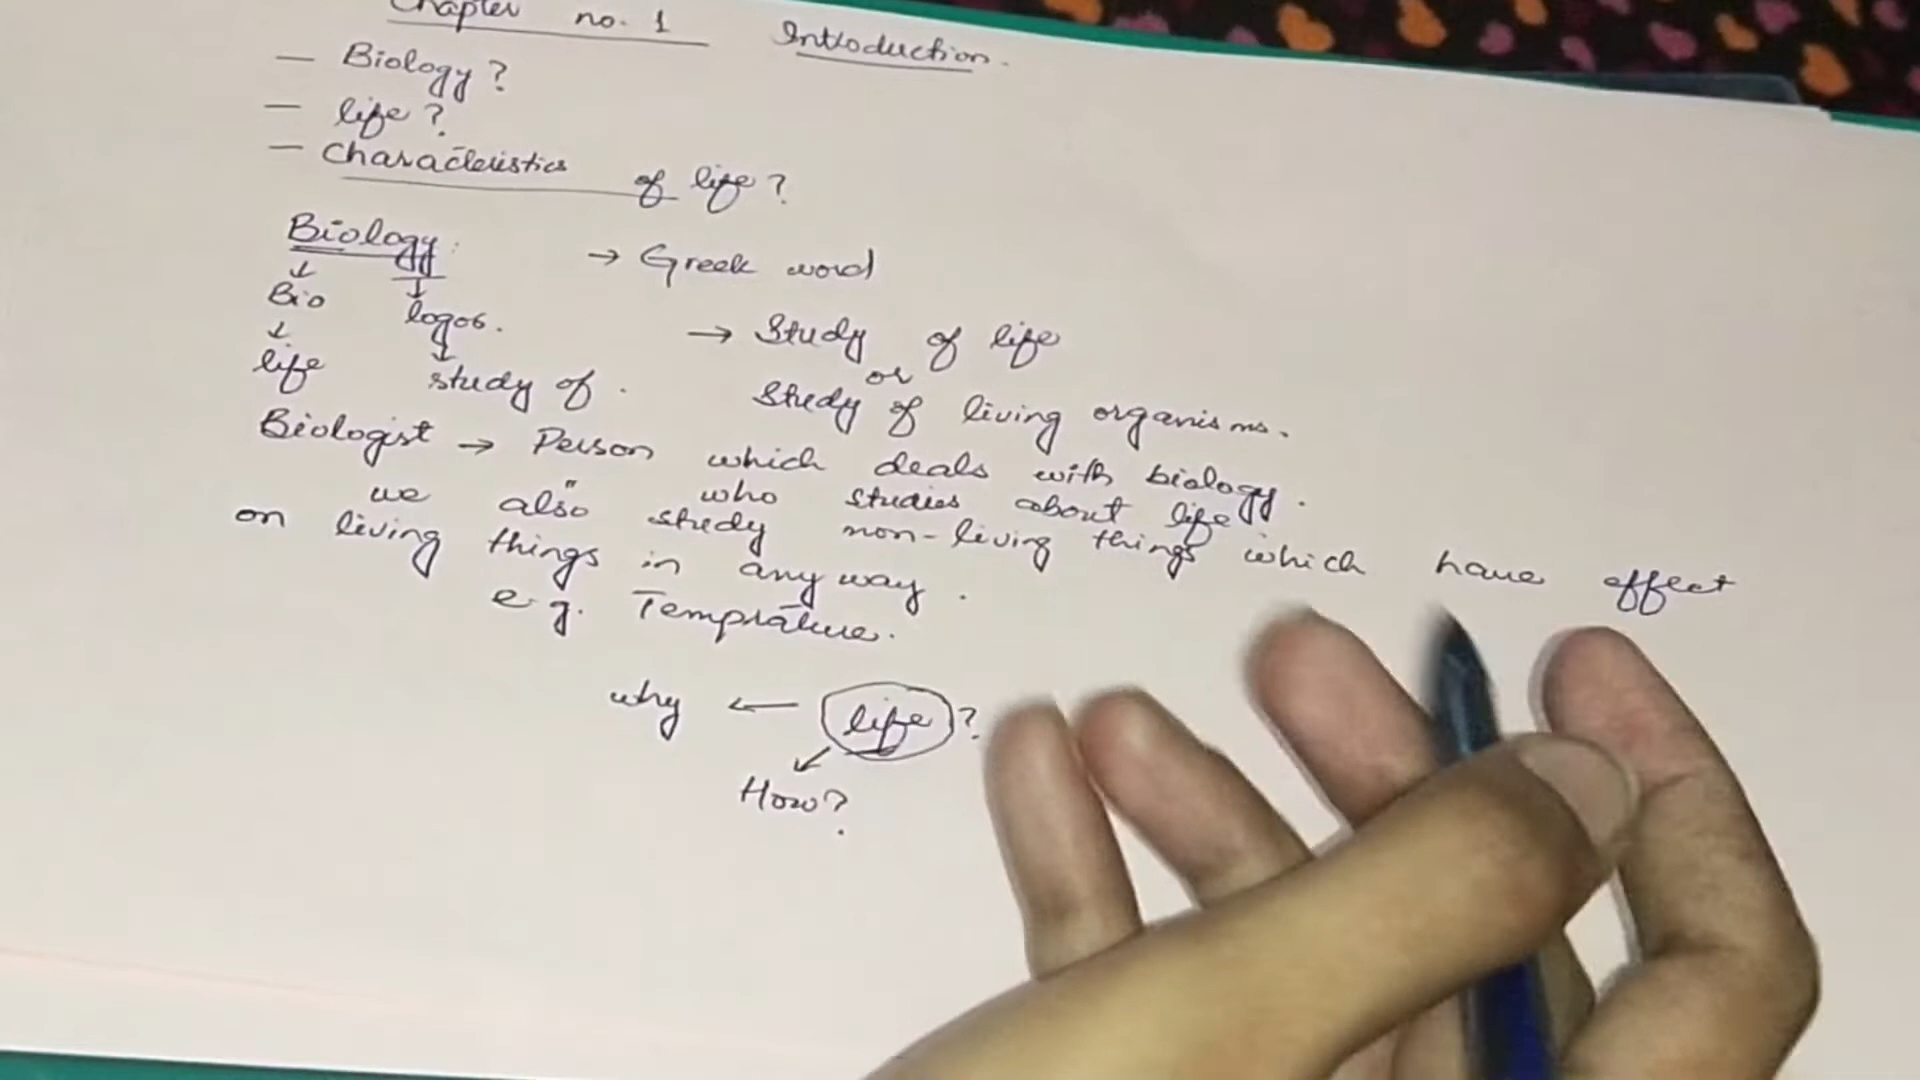 Chapter no. 1 Introduction.
— Biology?
— life?
— Characteristics of life?
Biology: → Greek word
↓ ↓
Bio logos. → Study of life
↓ ↓ or
life study of. Study of living organisms.
Biologist → Person which deals with biology.
" who studies about life
we also study non-living things which have effect
on living things in any way.
e.g. Temprature.
why ← life?
↙
How?